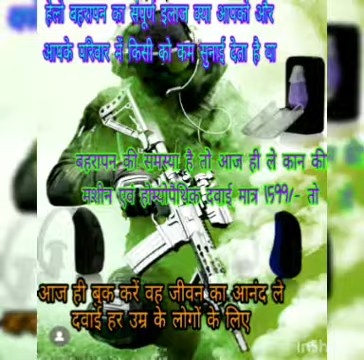 हेलो बहरापन का संपूर्ण इलाज क्या आपको और
आपके परिवार में किसी को कम सुनाई देता है या
बहरापन की समस्या है तो आज ही ले कान की
मशीन एवं होम्योपैथिक दवाई मात्र 1599/- तो
आज ही बुक करें वह जीवन का आनंद ले
दवाई हर उम्र के लोगों के लिए